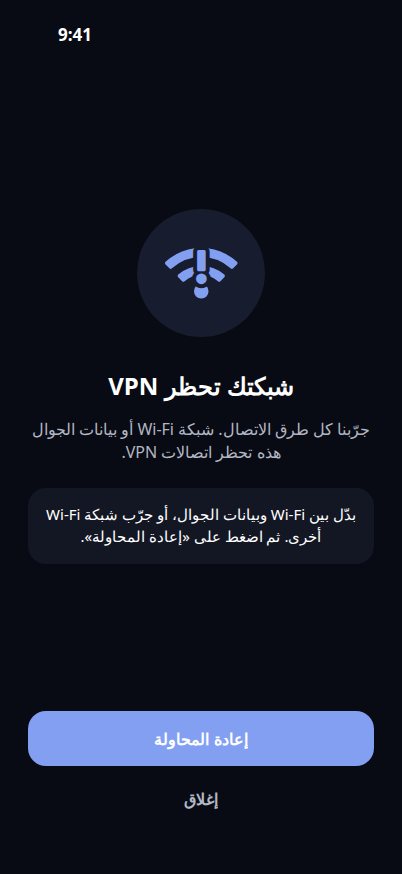 9:41
شبكتك تحظر VPN
جرّبنا كل طرق الاتصال. شبكة Wi-Fi أو بيانات الجوال
هذه تحظر اتصالات VPN.
بدّل بين Wi-Fi وبيانات الجوال، أو جرّب شبكة Wi-Fi
أخرى. ثم اضغط على «إعادة المحاولة».
إعادة المحاولة
إغلاق